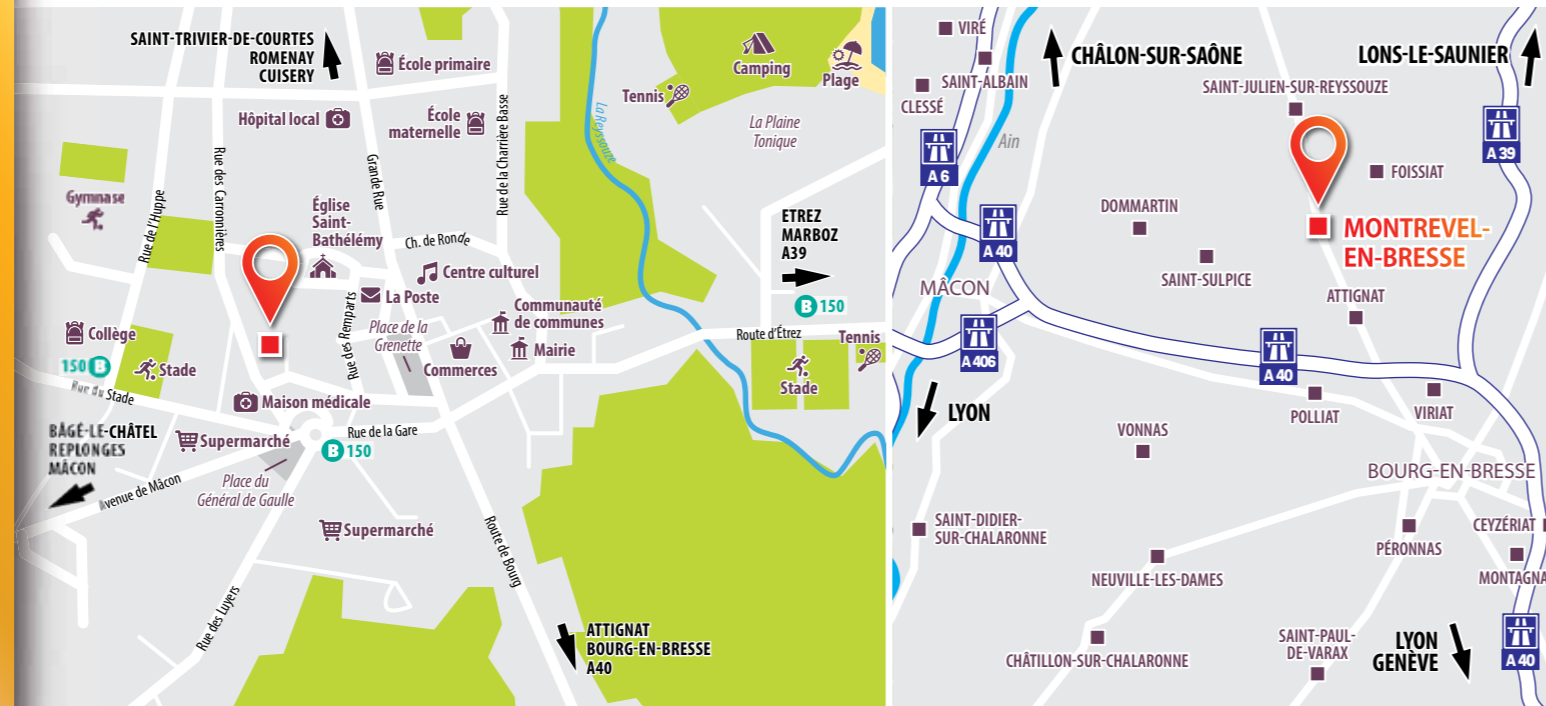 SAINT-TRIVIER-DE-COURTES
ROMENAY
CUISERY
École primaire
Hôpital local
École
maternelle
Camping
Plage
Tennis
La Plaine
Tonique
La Reyssouze
Rue de la Charrière Basse
Grande Rue
Rue des Carronnières
Rue de l'Huppe
Gymnase
Église
Saint-
Bathélémy
Ch. de Ronde
Centre culturel
La Poste
Rue des Remparts
Place de la
Grenette
Communauté
de communes
Mairie
Commerces
ETREZ
MARBOZ
A39
B 150
Route d'Étrez
Tennis
Stade
Collège
150 B
Stade
Rue du Stade
Maison médicale
BÂGÉ-LE-CHÂTEL
REPLONGES
MÂCON
Supermarché
Rue de la Gare
B 150
Avenue de Mâcon
Place du
Général de Gaulle
Supermarché
Route de Bourg
Rue des Luyers
ATTIGNAT
BOURG-EN-BRESSE
A40
VIRÉ
SAINT-ALBAIN
CLESSÉ
CHÂLON-SUR-SAÔNE
LONS-LE-SAUNIER
SAINT-JULIEN-SUR-REYSSOUZE
A 6
Ain
A 39
FOISSIAT
DOMMARTIN
A 40
MONTREVEL-
EN-BRESSE
SAINT-SULPICE
MÂCON
ATTIGNAT
A 406
A 40
LYON
POLLIAT
VIRIAT
VONNAS
BOURG-EN-BRESSE
SAINT-DIDIER-
SUR-CHALARONNE
CEYZÉRIAT
PÉRONNAS
NEUVILLE-LES-DAMES
MONTAGNA
CHÂTILLON-SUR-CHALARONNE
SAINT-PAUL-
DE-VARAX
LYON
GENÈVE
A 40